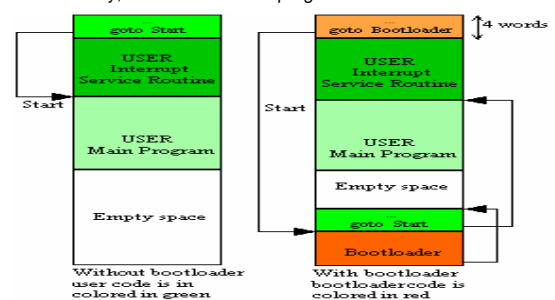 ...
goto Start
USER
Interrupt
Service Routine
Start
USER
Main Program
Empty space
Without bootloader
user code is in
colored in green
...
goto Bootloader
4 words
USER
Interrupt
Service Routine
Start
USER
Main Program
Empty space
...
goto Start
Bootloader
With bootloader
bootloadercode is
colored in red